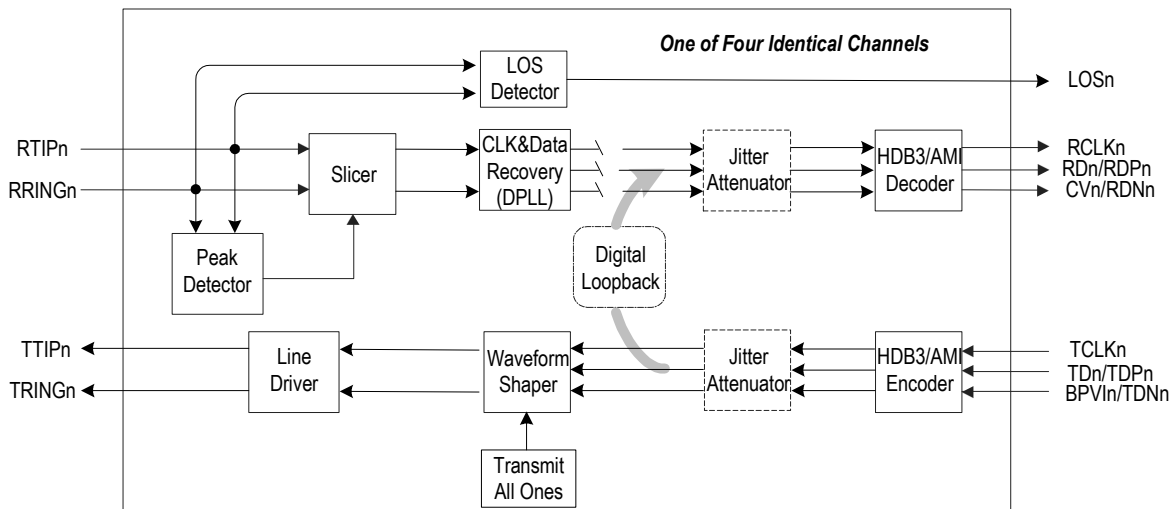 One of Four Identical Channels
LOS
Detector
LOSn
RTIPn
RRINGn
Slicer
CLK&Data
Recovery
(DPLL)
Jitter
Attenuator
HDB3/AMI
Decoder
RCLKn
RDn/RDPn
CVn/RDNn
Peak
Detector
Digital
Loopback
TTIPn
TRINGn
Line
Driver
Waveform
Shaper
Jitter
Attenuator
HDB3/AMI
Encoder
TCLKn
TDn/TDPn
BPVIn/TDNn
Transmit
All Ones